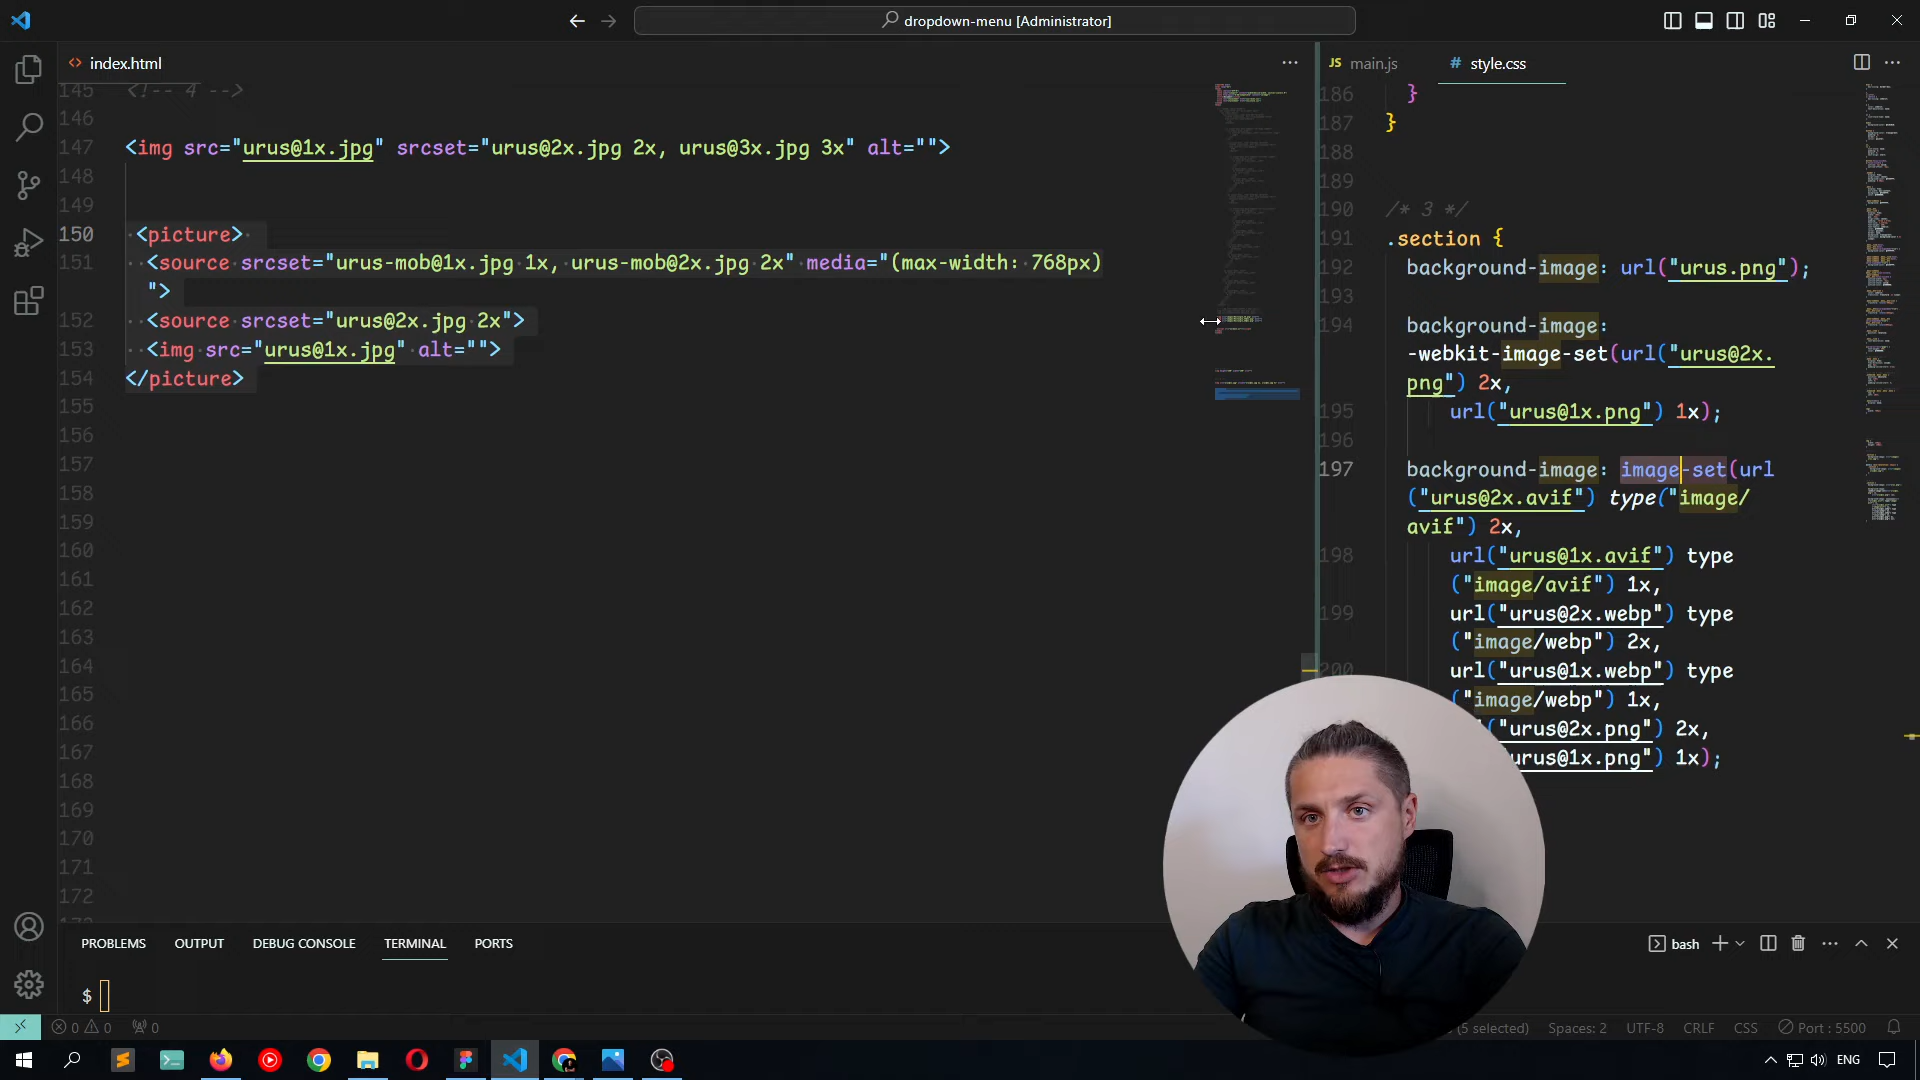 dropdown-menu [Administrator]
index.html
145 <!-- 4 -->
146
147 <img src="urus@1x.jpg" srcset="urus@2x.jpg 2x, urus@3x.jpg 3x" alt="">
148
149
150 <picture>
151 <source srcset="urus-mob@1x.jpg 1x, urus-mob@2x.jpg 2x" media="(max-width: 768px)
">
152 <source srcset="urus@2x.jpg 2x">
153 <img src="urus@1x.jpg" alt="">
154 </picture>
155
156
157
158
159
160
161
162
163
164
165
166
167
168
169
170
171
172
JS main.js
# style.css
186 }
187 }
188
189
190 /* 3 */
191 .section {
192 background-image: url("urus.png");
193
194 background-image:
-webkit-image-set(url("urus@2x.
png") 2x,
195 url("urus@1x.png") 1x);
196
197 background-image: image-set(url
("urus@2x.avif") type("image/
avif") 2x,
198 url("urus@1x.avif") type
("image/avif") 1x,
199 url("urus@2x.webp") type
("image/webp") 2x,
200 url("urus@1x.webp") type
("image/webp") 1x,
("urus@2x.png") 2x,
urus@1x.png") 1x);
PROBLEMS OUTPUT DEBUG CONSOLE TERMINAL PORTS
bash
$
0 0 0
(5 selected) Spaces: 2 UTF-8 CRLF CSS Port : 5500
ENG